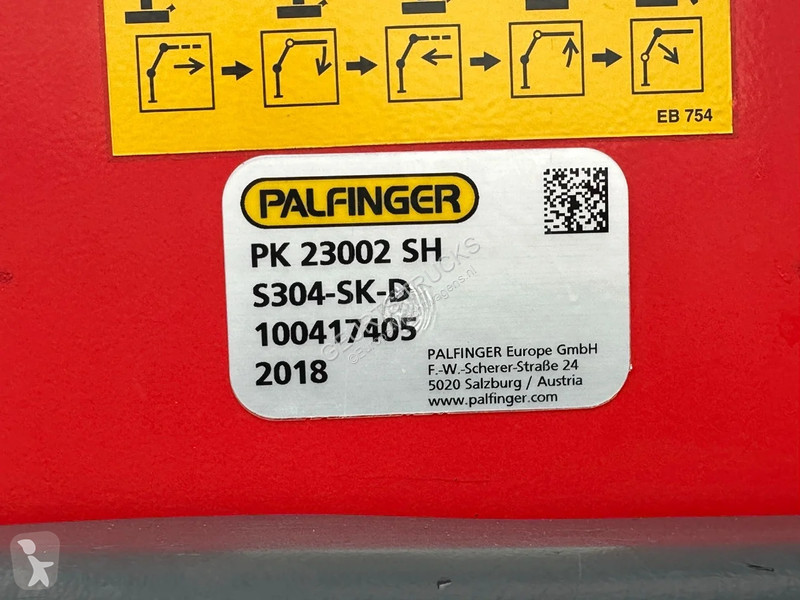 EB 754
PALFINGER
PK 23002 SH
S304-SK-D
100417405
2018
PALFINGER Europe GmbH
F.-W.-Scherer-Straße 24
5020 Salzburg / Austria
www.palfinger.com